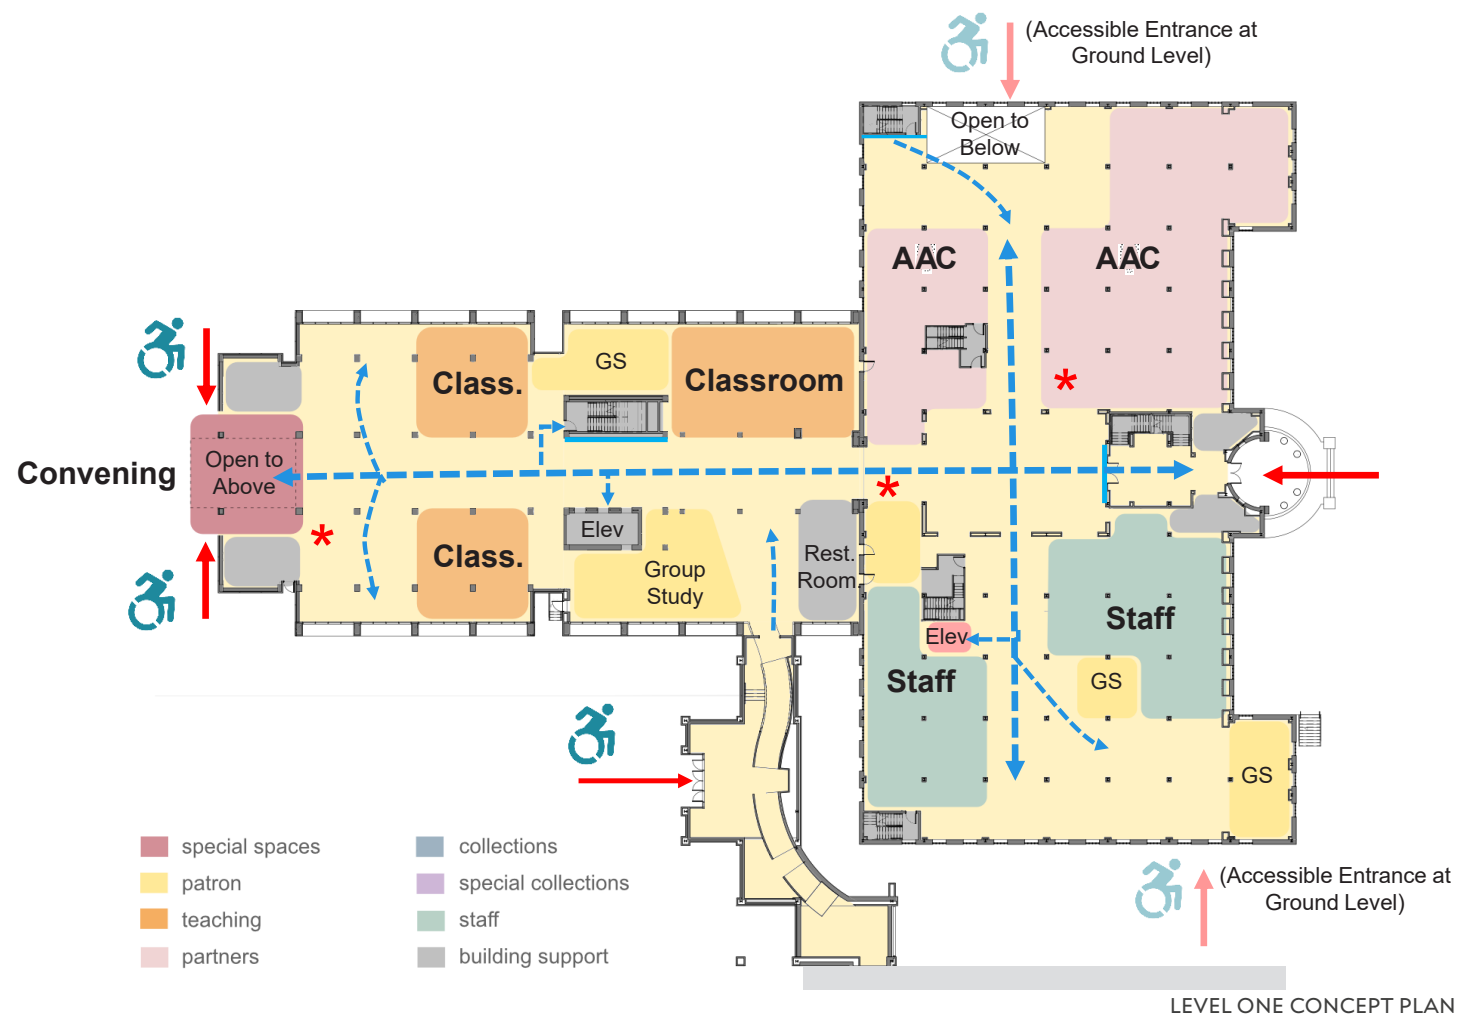 (Accessible Entrance at
Ground Level)
Open to
Below
AAC
AAC
GS
Class.
Classroom
Convening
Open to
Above
*
*
*
Elev
Class.
Group
Study
Rest.
Room
Staff
Elev
Staff
GS
GS
special spaces
patron
teaching
partners
collections
special collections
staff
building support
(Accessible Entrance at
Ground Level)
LEVEL ONE CONCEPT PLAN